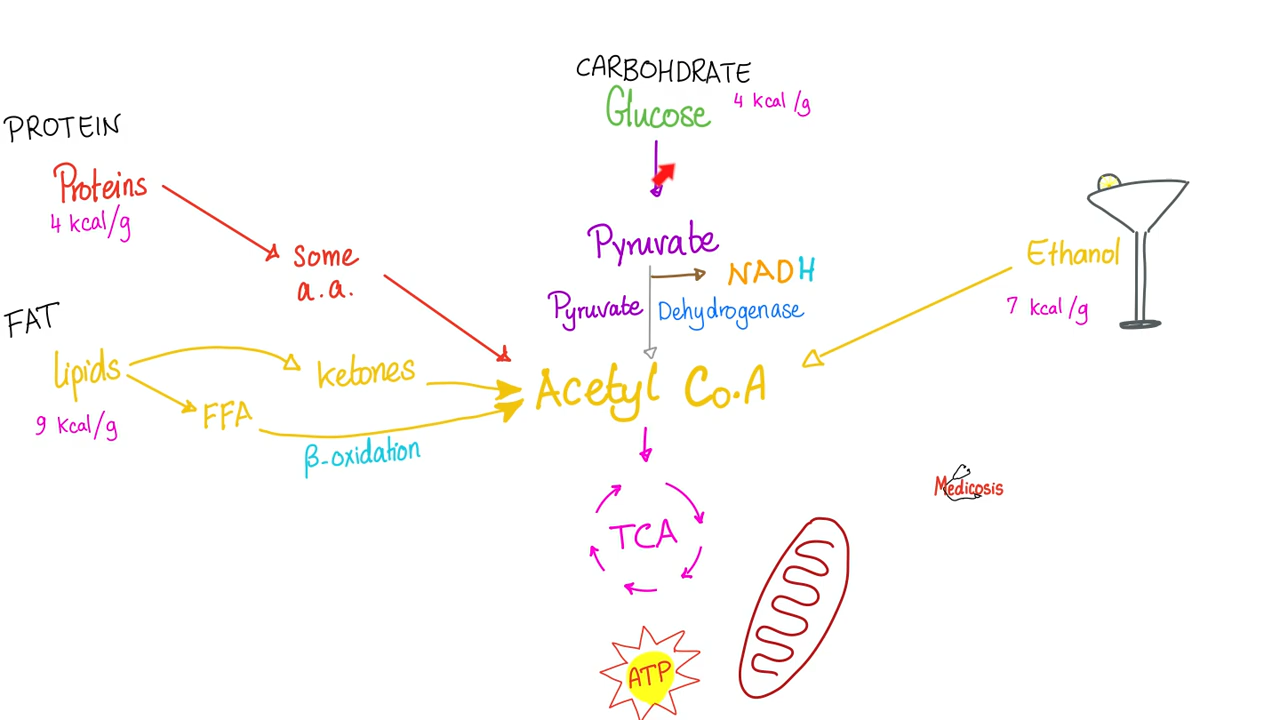 CARBOHDRATE
Glucose
4 kcal/g
PROTEIN
Proteins
4 kcal/g
some
a.a.
Pyruvate
NADH
Pyruvate Dehydrogenase
Ethanol
7 kcal/g
FAT
lipids
9 kcal/g
ketones
FFA
β-oxidation
Acetyl Co.A
TCA
Medicosis
ATP